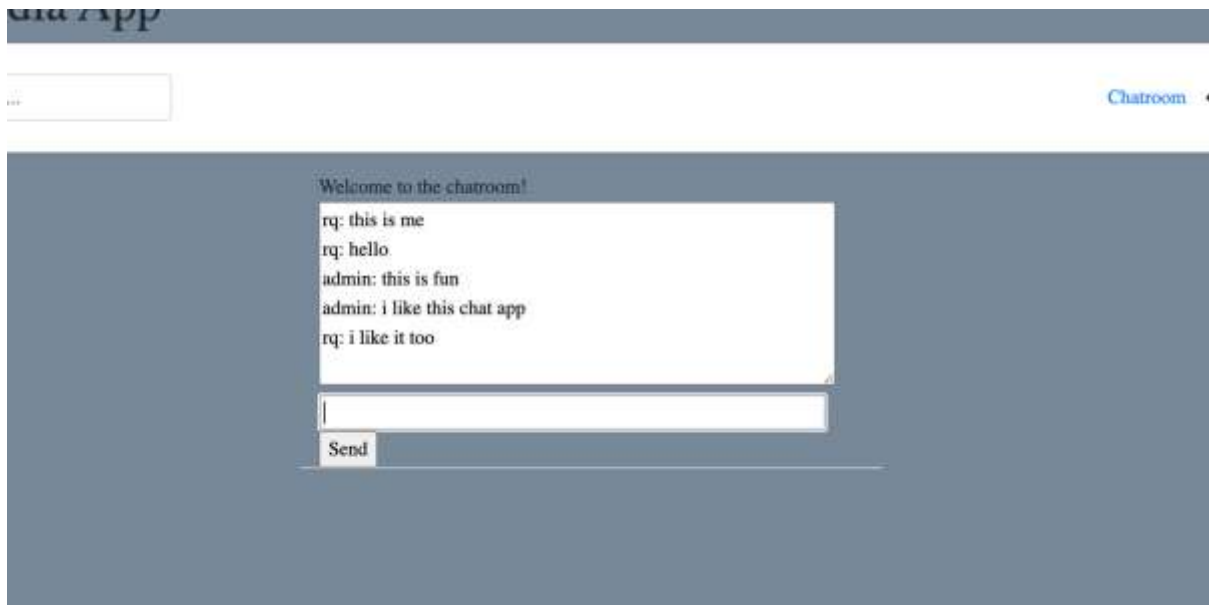 dia App
...
Chatroom
Welcome to the chatroom!
rq: this is me
rq: hello
admin: this is fun
admin: i like this chat app
rq: i like it too
Send